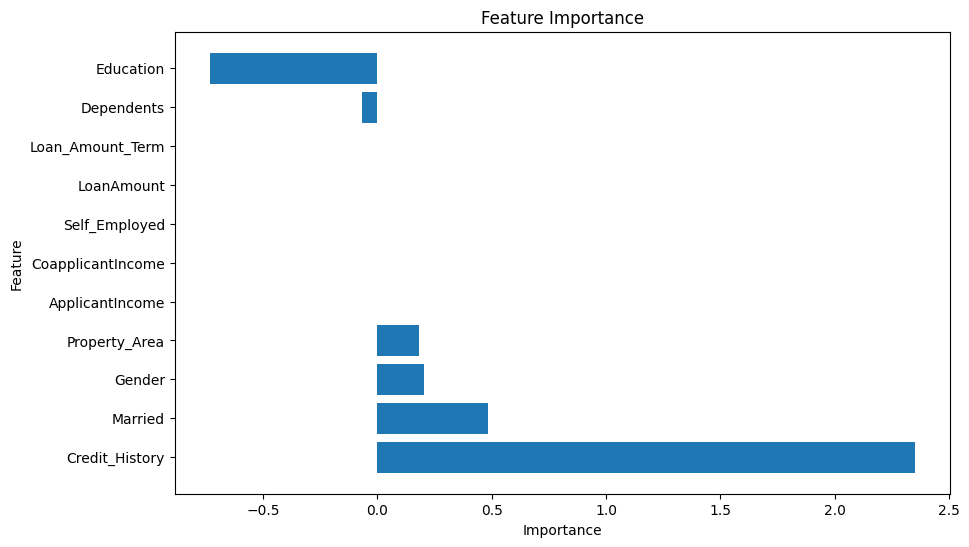 Feature Importance
Feature
Education
Dependents
Loan_Amount_Term
LoanAmount
Self_Employed
CoapplicantIncome
ApplicantIncome
Property_Area
Gender
Married
Credit_History
−0.5 0.0 0.5 1.0 1.5 2.0 2.5
Importance